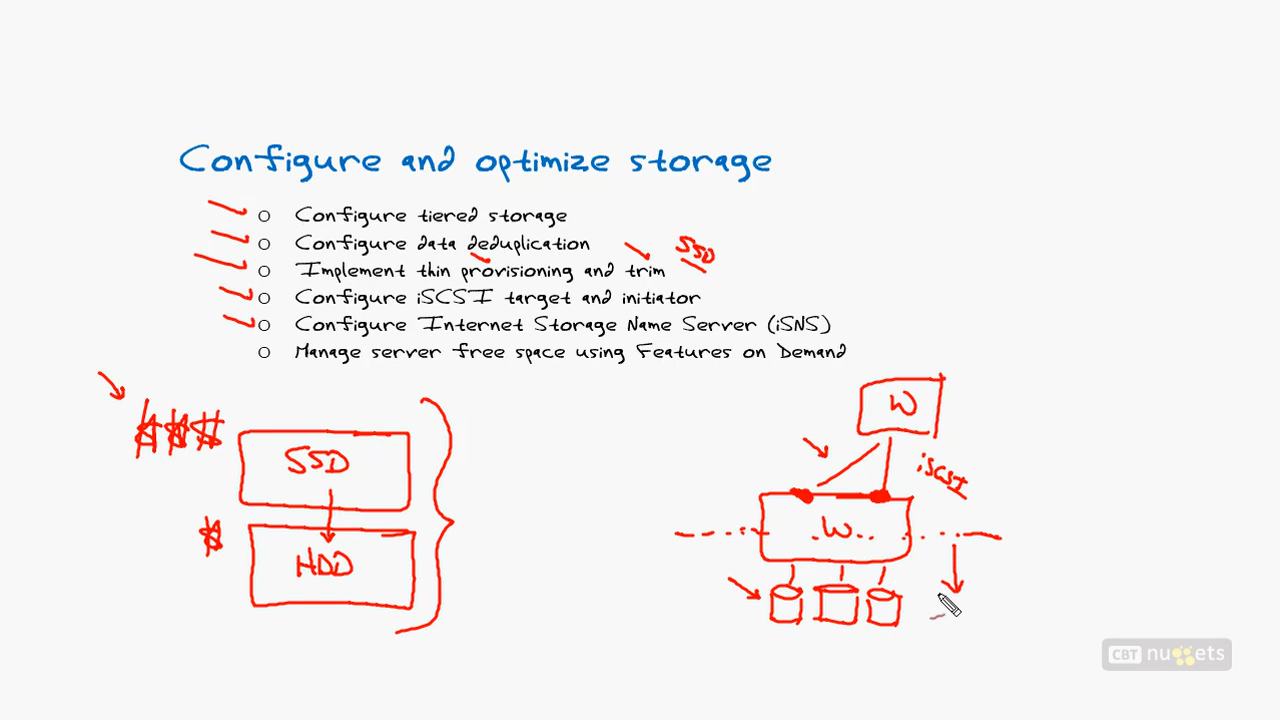 Configure and optimize storage
O Configure tiered storage
O Configure data deduplication
SSD
O Implement thin provisioning and trim
O Configure iSCSI target and initiator
O Configure Internet Storage Name Server (iSNS)
O Manage server free space using Features on Demand
W
$$$
SSD
iSCSI
W
$
HDD
CBT nuggets